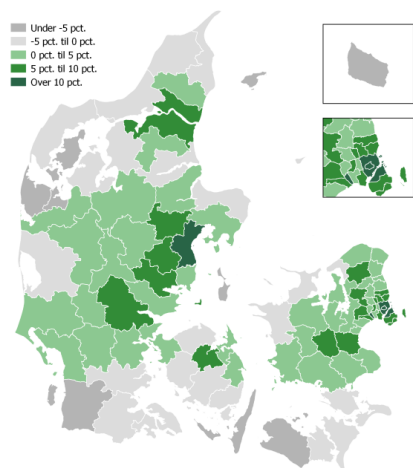 Under -5 pct.
-5 pct. til 0 pct.
0 pct. til 5 pct.
5 pct. til 10 pct.
Over 10 pct.